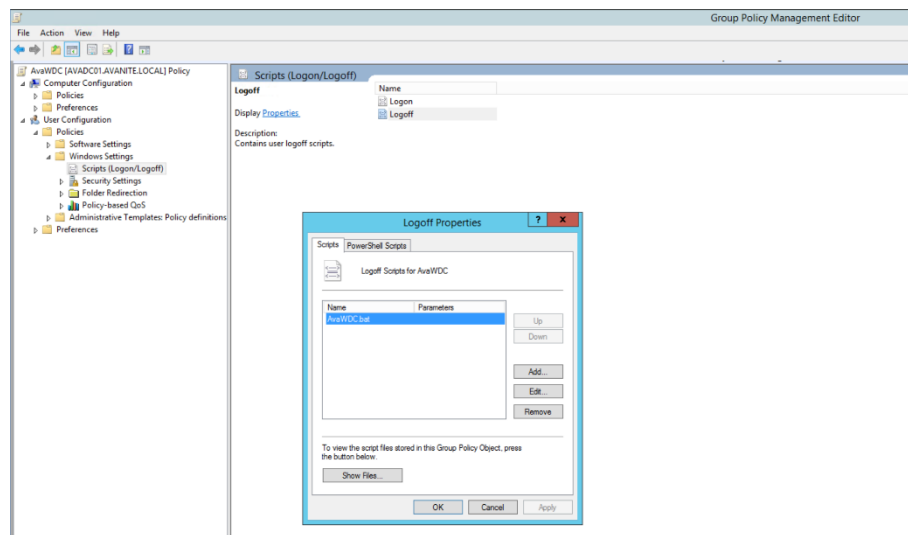 Group Policy Management Editor
File Action View Help
AvaWDC [AVADC01.AVANITE.LOCAL] Policy
Computer Configuration
Policies
Preferences
User Configuration
Policies
Software Settings
Windows Settings
Scripts (Logon/Logoff)
Security Settings
Folder Redirection
Policy-based QoS
Administrative Templates: Policy definitions
Preferences
Scripts (Logon/Logoff)
Logoff
Display Properties
Description:
Contains user logoff scripts.
Name
Logon
Logoff
Logoff Properties
? x
Scripts PowerShell Scripts
Logoff Scripts for AvaWDC
Name Parameters
AvaWDC.bat
Up
Down
Add...
Edit...
Remove
To view the script files stored in this Group Policy Object, press
the button below.
Show Files...
OK Cancel Apply